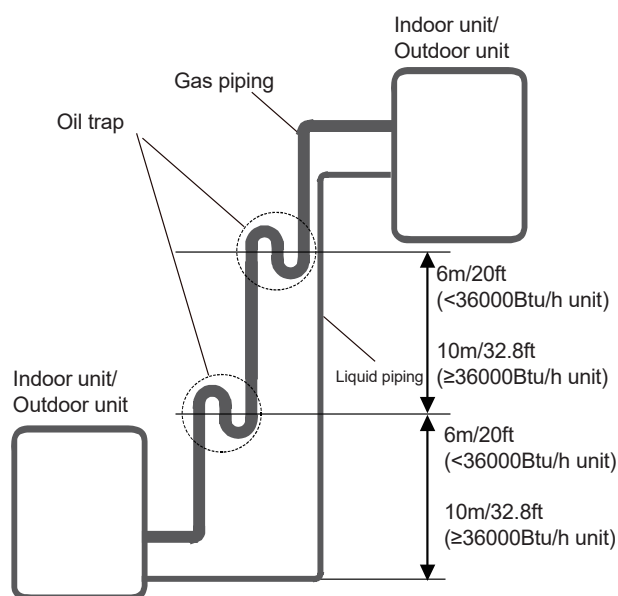 Indoor unit/
Outdoor unit
Gas piping
Oil trap
6m/20ft
(<36000Btu/h unit)
10m/32.8ft
(≥36000Btu/h unit)
Liquid piping
Indoor unit/
Outdoor unit
6m/20ft
(<36000Btu/h unit)
10m/32.8ft
(≥36000Btu/h unit)